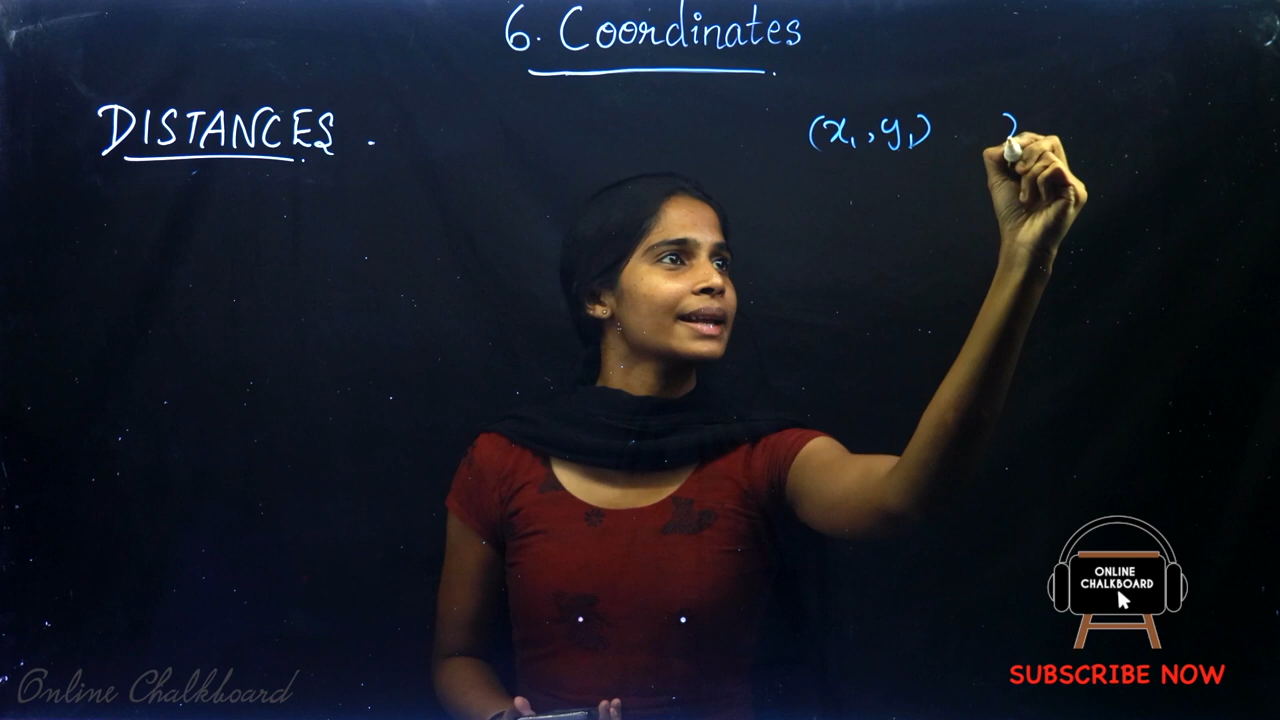 6. Coordinates
DISTANCES .
(x₁, y₁)
ONLINE
CHALKBOARD
SUBSCRIBE NOW
Online Chalkboard